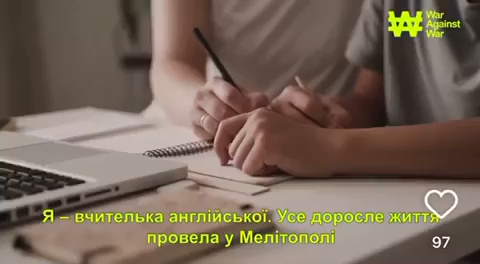 War
Against
War
Я – вчителька англійської. Усе доросле життя
провела у Мелітополі
97